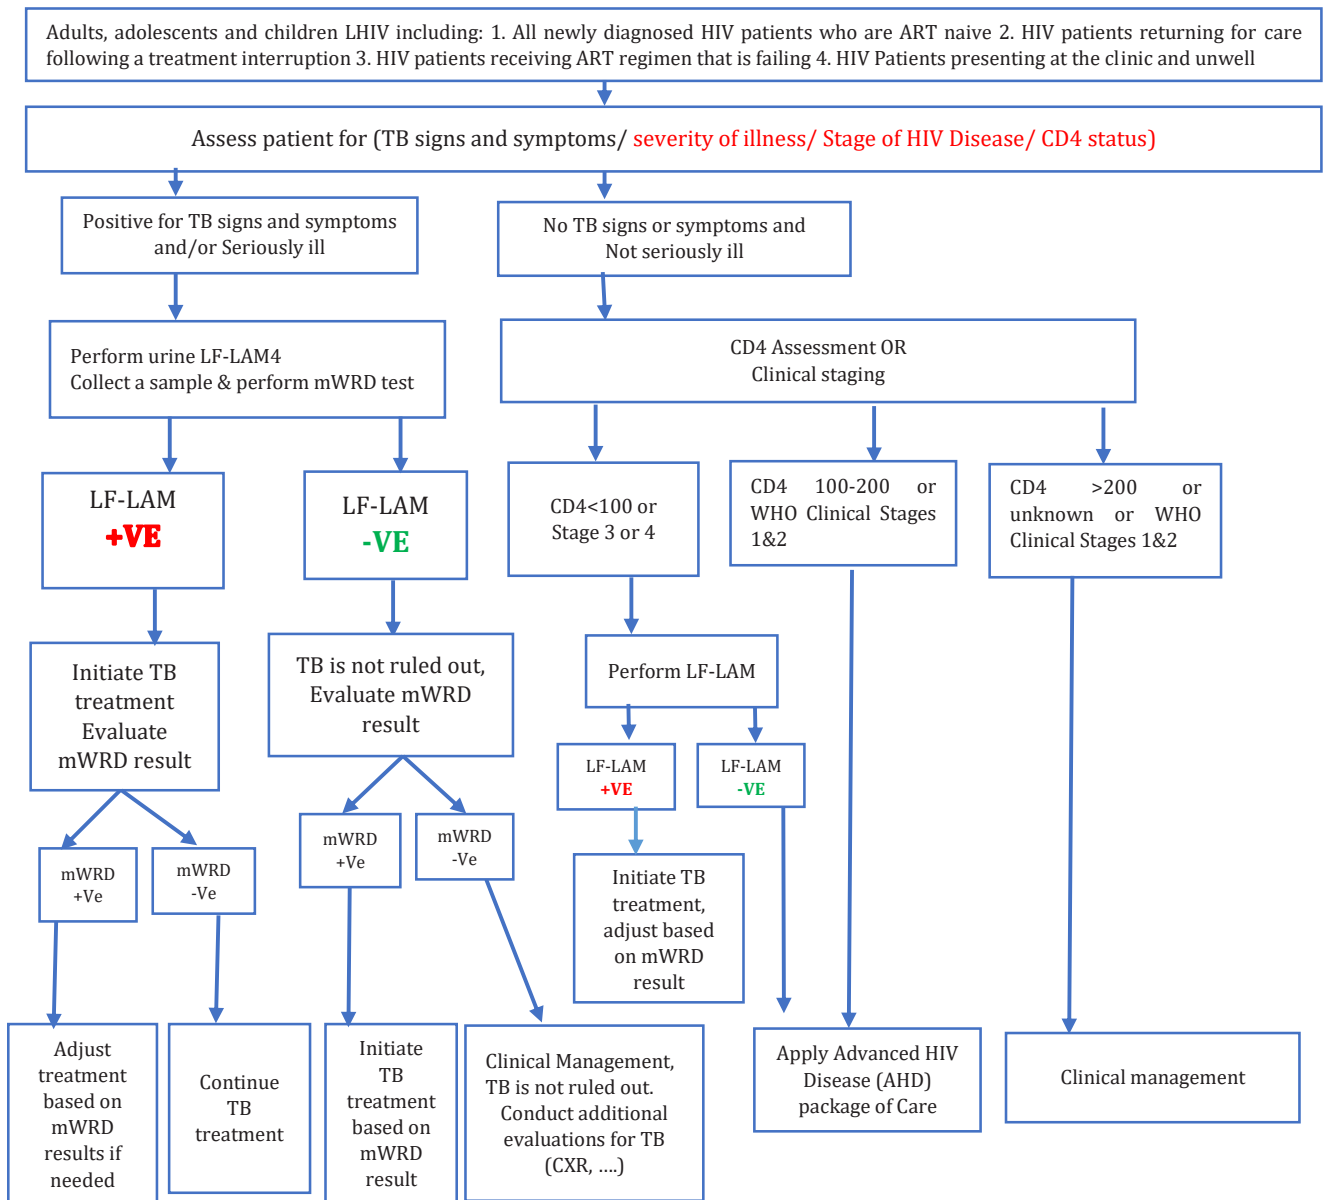 Adults, adolescents and children LHIV including: 1. All newly diagnosed HIV patients who are ART naive 2. HIV patients returning for care
following a treatment interruption 3. HIV patients receiving ART regimen that is failing 4. HIV Patients presenting at the clinic and unwell
Assess patient for (TB signs and symptoms/ severity of illness/ Stage of HIV Disease/ CD4 status)
Positive for TB signs and symptoms
and/or Seriously ill
No TB signs or symptoms and
Not seriously ill
Perform urine LF-LAM4
Collect a sample & perform mWRD test
CD4 Assessment OR
Clinical staging
LF-LAM
+VE
LF-LAM
-VE
CD4<100 or
Stage 3 or 4
CD4 100-200 or
WHO Clinical Stages
1&2
CD4 >200 or
unknown or WHO
Clinical Stages 1&2
Initiate TB
treatment
Evaluate
mWRD result
TB is not ruled out,
Evaluate mWRD
result
Perform LF-LAM
LF-LAM
+VE
LF-LAM
-VE
mWRD
+Ve
mWRD
-Ve
mWRD
+Ve
mWRD
-Ve
Initiate TB
treatment,
adjust based
on mWRD
result
Adjust
treatment
based on
mWRD
results if
needed
Continue
TB
treatment
Initiate
TB
treatment
based on
mWRD
result
Clinical Management,
TB is not ruled out.
Conduct additional
evaluations for TB
(CXR, ....)
Apply Advanced HIV
Disease (AHD)
package of Care
Clinical management